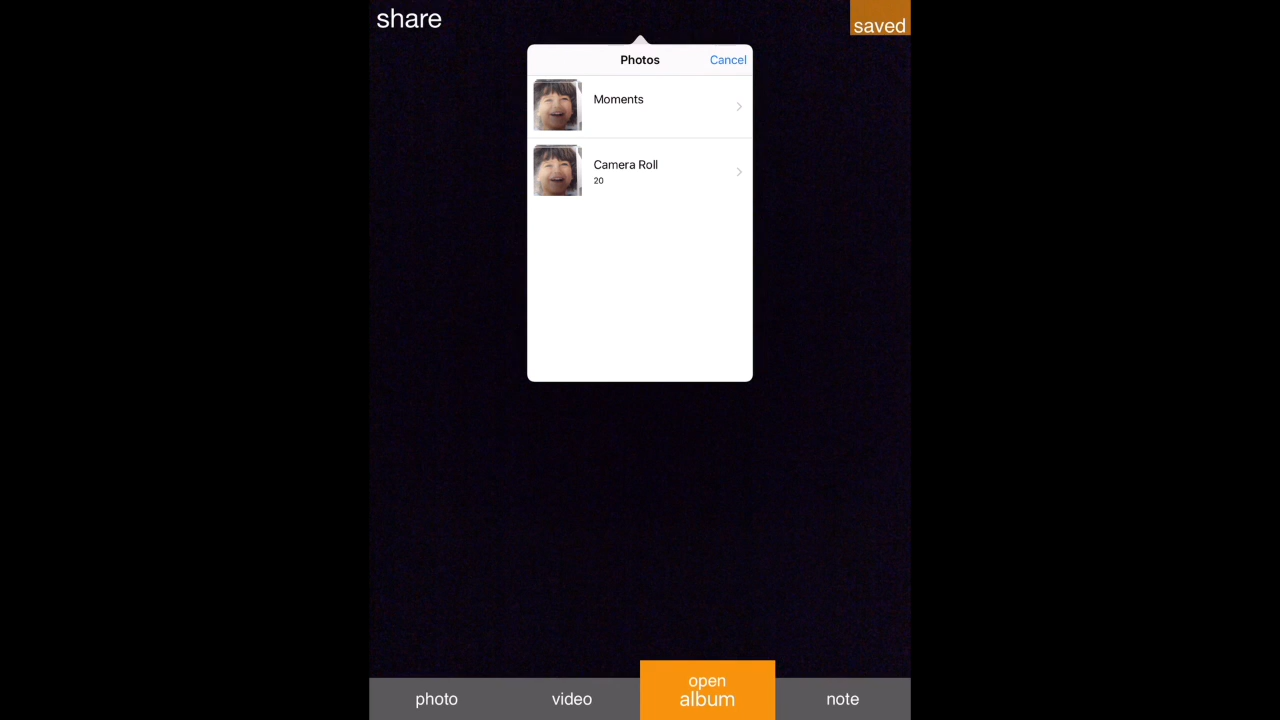 share
saved
Photos
Cancel
Moments
Camera Roll
20
photo
video
open
album
note